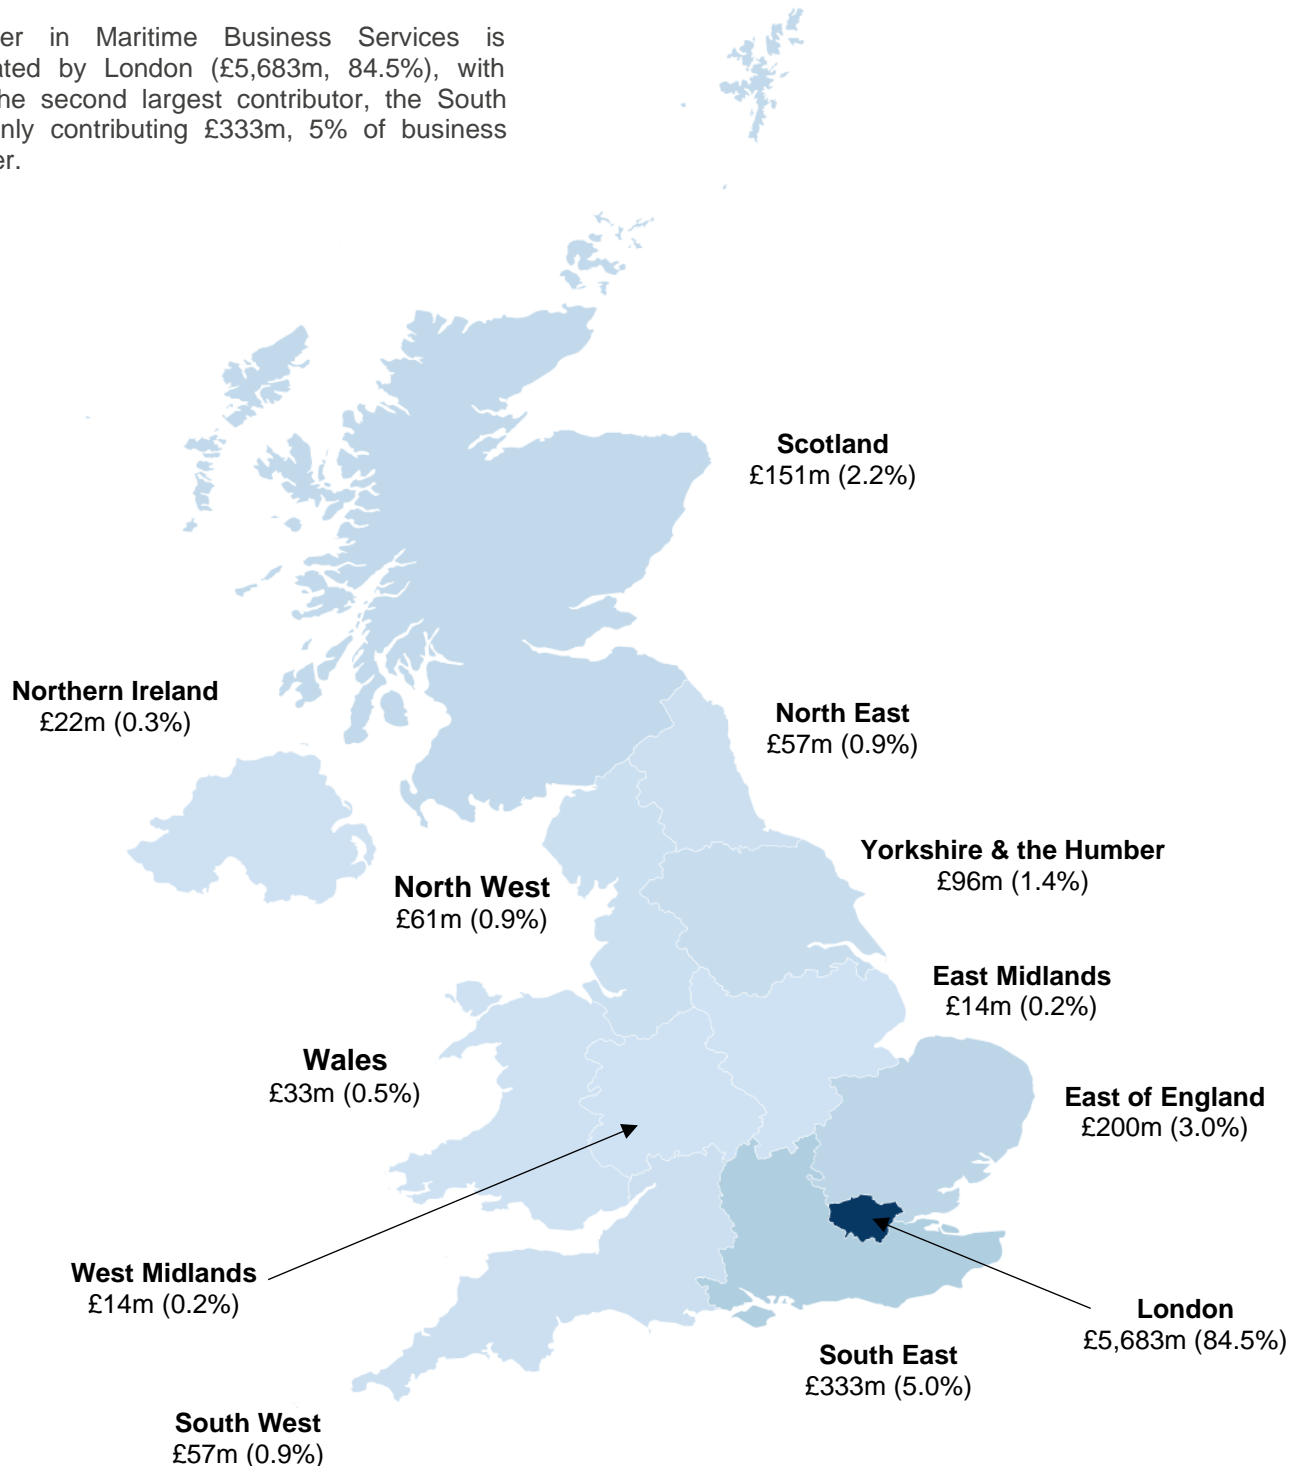 er in Maritime Business Services is
ated by London (£5,683m, 84.5%), with
he second largest contributor, the South
nly contributing £333m, 5% of business
er.
Scotland
£151m (2.2%)
Northern Ireland
£22m (0.3%)
North East
£57m (0.9%)
Yorkshire & the Humber
£96m (1.4%)
North West
£61m (0.9%)
East Midlands
£14m (0.2%)
Wales
£33m (0.5%)
East of England
£200m (3.0%)
West Midlands
£14m (0.2%)
London
£5,683m (84.5%)
South East
£333m (5.0%)
South West
£57m (0.9%)